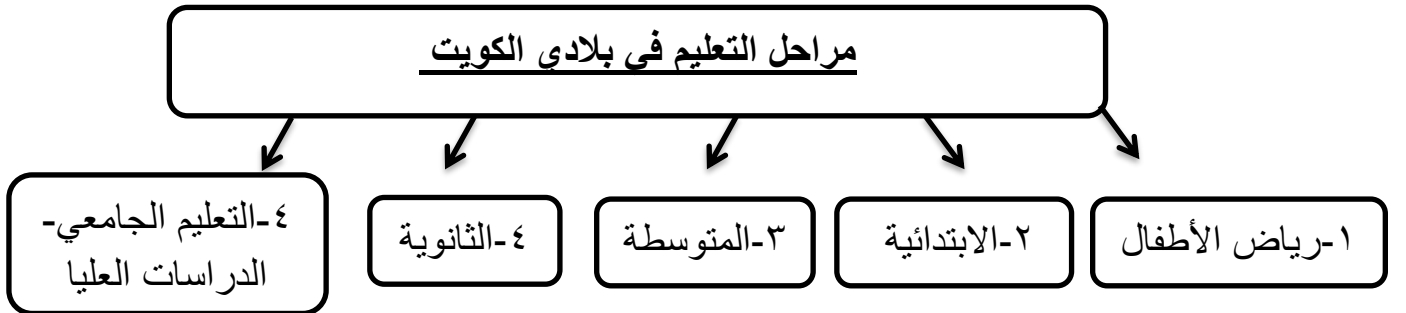 مراحل التعليم في بلادي الكويت
١-رياض الأطفال
٢-الابتدائية
٣-المتوسطة
٤-الثانوية
٤-التعليم الجامعي-
الدراسات العليا